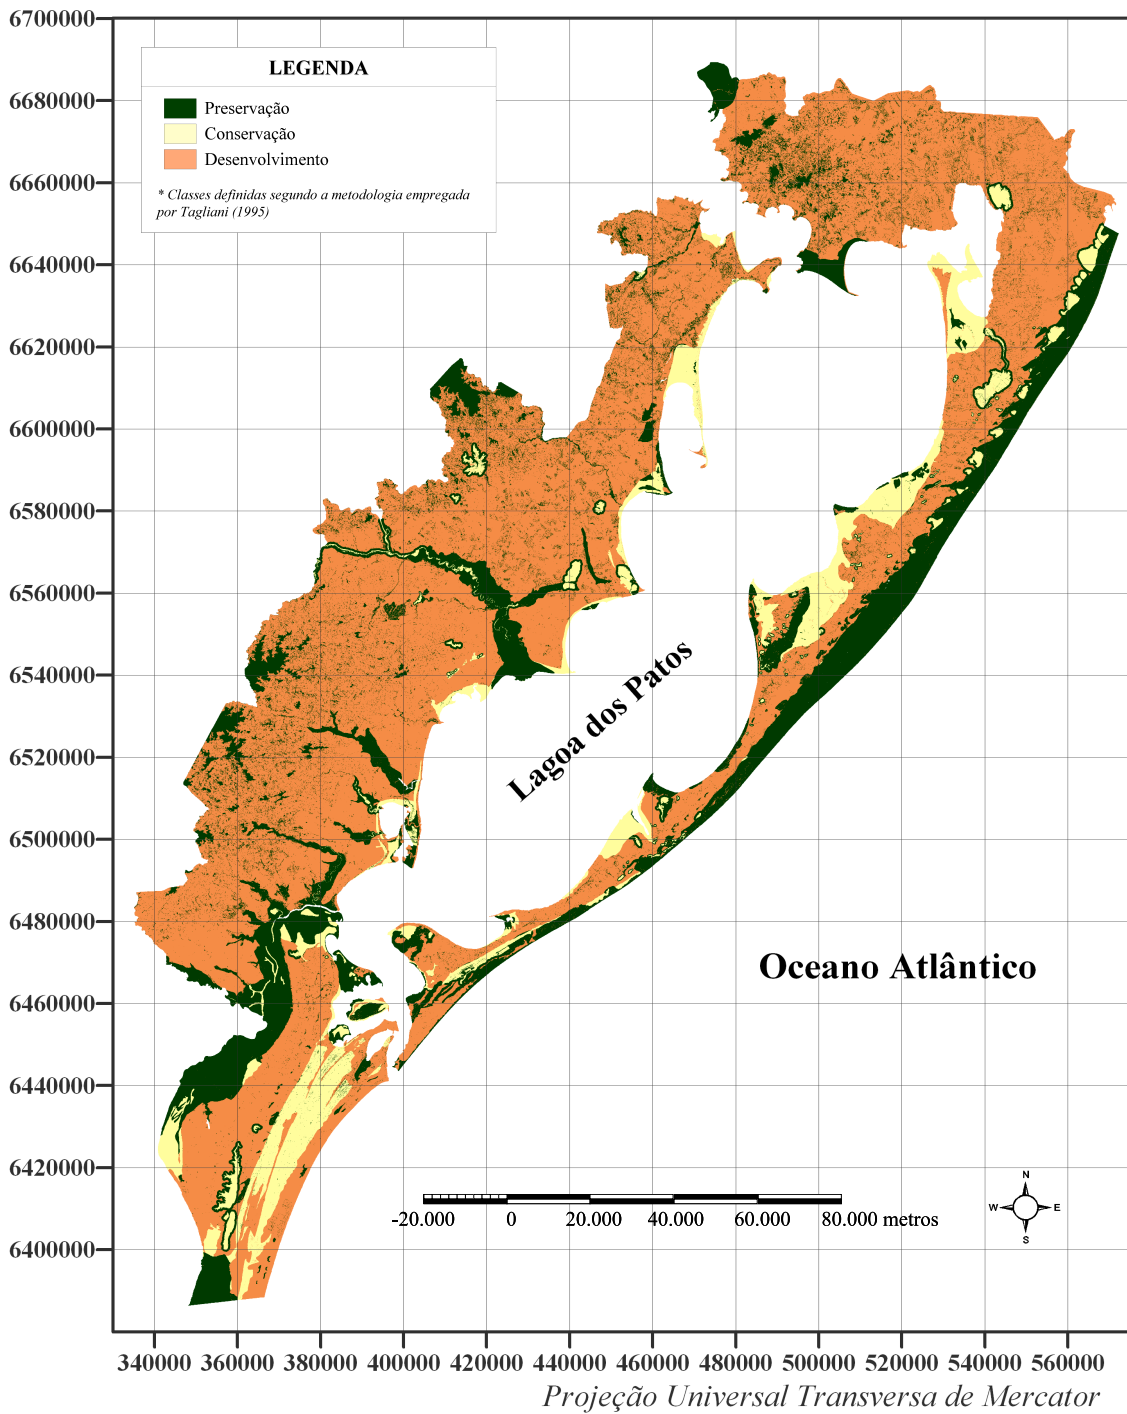 6700000
LEGENDA
6680000
Preservação
Conservação
Desenvolvimento
6660000
* Classes definidas segundo a metodologia empregada
por Tagliani (1995)
6640000
6620000
6600000
6580000
6560000
6540000
Lagoa dos Patos
6520000
6500000
6480000
Oceano Atlântico
6460000
6440000
6420000
N
W E
S
-20.000 0 20.000 40.000 60.000 80.000 metros
6400000
340000 360000 380000 400000 420000 440000 460000 480000 500000 520000 540000 560000
Projeção Universal Transversa de Mercator